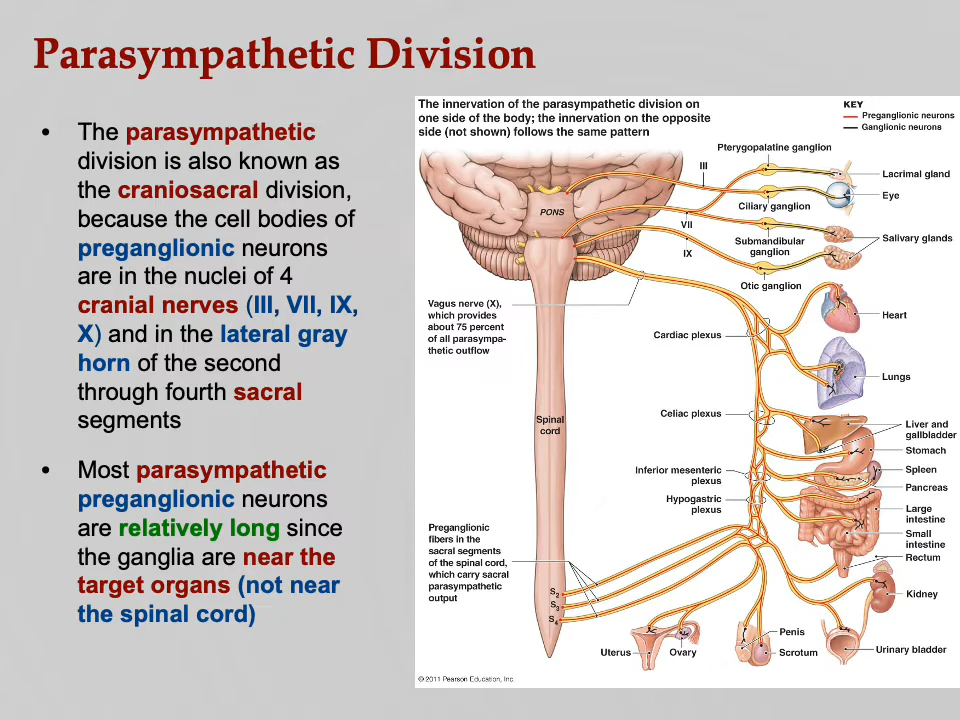 Parasympathetic Division
• The parasympathetic
division is also known as
the craniosacral division,
because the cell bodies of
preganglionic neurons
are in the nuclei of 4
cranial nerves (III, VII, IX,
X) and in the lateral gray
horn of the second
through fourth sacral
segments
• Most parasympathetic
preganglionic neurons
are relatively long since
the ganglia are near the
target organs (not near
the spinal cord)
The innervation of the parasympathetic division on
one side of the body; the innervation on the opposite
side (not shown) follows the same pattern
KEY
Preganglionic neurons
Ganglionic neurons
Pterygopalatine ganglion
III
Lacrimal gland
Eye
Ciliary ganglion
PONS
VII
Submandibular
ganglion
Salivary glands
IX
Otic ganglion
Vagus nerve (X),
which provides
about 75 percent
of all parasympa-
thetic outflow
Heart
Cardiac plexus
Lungs
Celiac plexus
Spinal
cord
Liver and
gallbladder
Stomach
Inferior mesenteric
plexus
Spleen
Pancreas
Hypogastric
plexus
Large
intestine
Small
intestine
Rectum
Preganglionic
fibers in the
sacral segments
of the spinal cord,
which carry sacral
parasympathetic
output
S2
S3
S4
Kidney
Penis
Uterus
Ovary
Scrotum
Urinary bladder
© 2011 Pearson Education, Inc